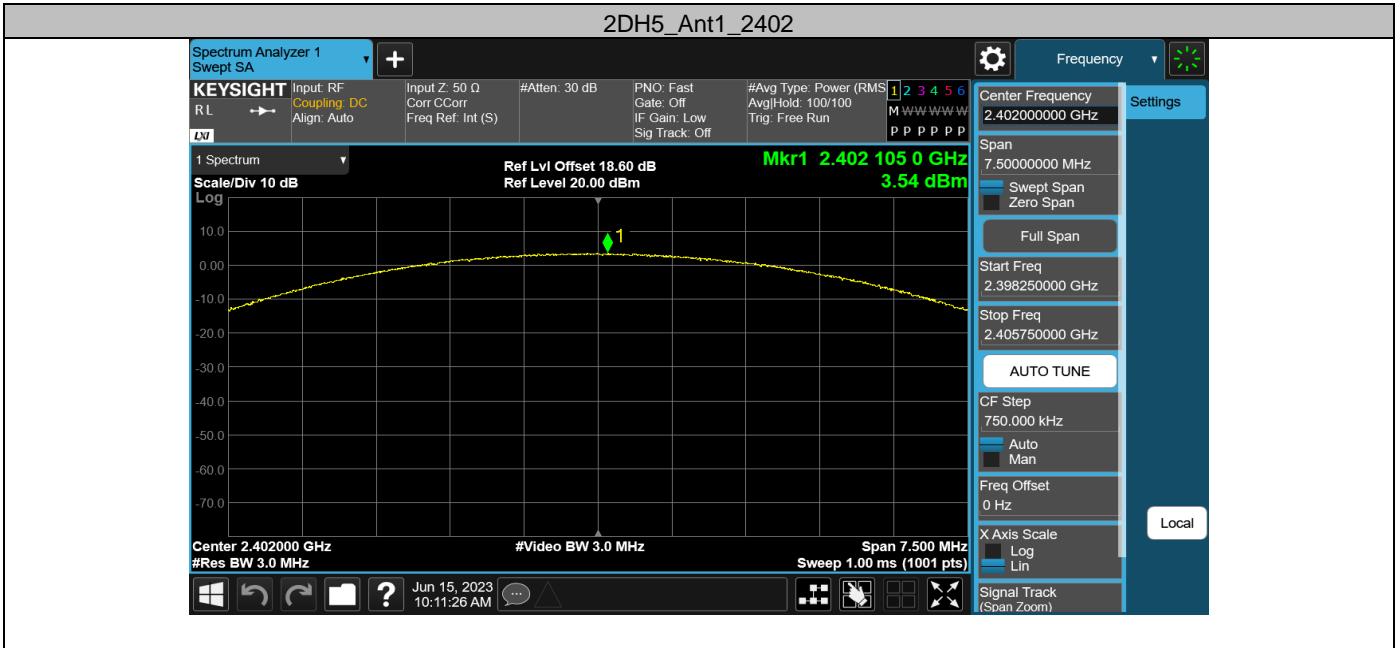 2DH5_Ant1_2402
Spectrum Analyzer 1
Swept SA
Frequency
KEYSIGHT
RL
LXI
Input: RF
Coupling: DC
Align: Auto
Input Z: 50 Ω
Corr CCorr
Freq Ref: Int (S)
#Atten: 30 dB
PNO: Fast
Gate: Off
IF Gain: Low
Sig Track: Off
#Avg Type: Power (RMS
Avg|Hold: 100/100
Trig: Free Run
1 2 3 4 5 6
M W W W W W
P P P P P P
1 Spectrum
Scale/Div 10 dB
Ref Lvl Offset 18.60 dB
Ref Level 20.00 dBm
Mkr1 2.402 105 0 GHz
3.54 dBm
Log
1
10.0
0.00
-10.0
-20.0
-30.0
-40.0
-50.0
-60.0
-70.0
Center 2.402000 GHz
#Res BW 3.0 MHz
#Video BW 3.0 MHz
Span 7.500 MHz
Sweep 1.00 ms (1001 pts)
Jun 15, 2023
10:11:26 AM
Center Frequency
2.402000000 GHz
Span
7.50000000 MHz
Swept Span
Zero Span
Full Span
Start Freq
2.398250000 GHz
Stop Freq
2.405750000 GHz
AUTO TUNE
CF Step
750.000 kHz
Auto
Man
Freq Offset
0 Hz
X Axis Scale
Log
Lin
Signal Track
(Span Zoom)
Settings
Local